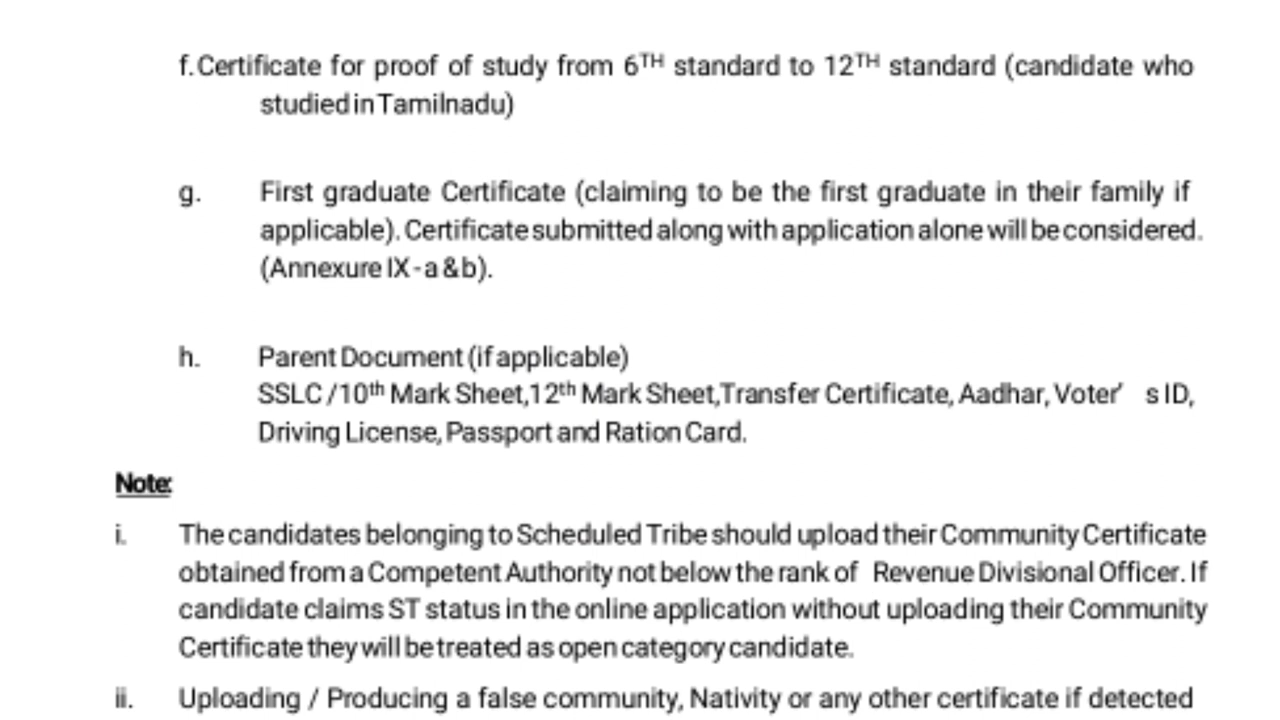 f. Certificate for proof of study from 6TH standard to 12TH standard (candidate who
studied in Tamilnadu)
g. First graduate Certificate (claiming to be the first graduate in their family if
applicable). Certificate submitted along with application alone will be considered.
(Annexure IX - a & b).
h. Parent Document (if applicable)
SSLC /10th Mark Sheet,12th Mark Sheet,Transfer Certificate, Aadhar, Voter' s ID,
Driving License, Passport and Ration Card.
Note:
i. The candidates belonging to Scheduled Tribe should upload their Community Certificate
obtained from a Competent Authority not below the rank of Revenue Divisional Officer. If
candidate claims ST status in the online application without uploading their Community
Certificate they will be treated as open category candidate.
ii. Uploading / Producing a false community, Nativity or any other certificate if detected